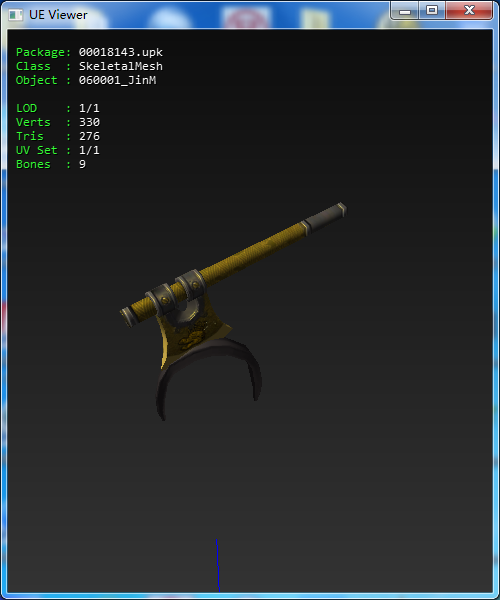 UE Viewer
Package: 00018143.upk
Class : SkeletalMesh
Object : 060001_JinM
LOD : 1/1
Verts : 330
Tris : 276
UV Set : 1/1
Bones : 9